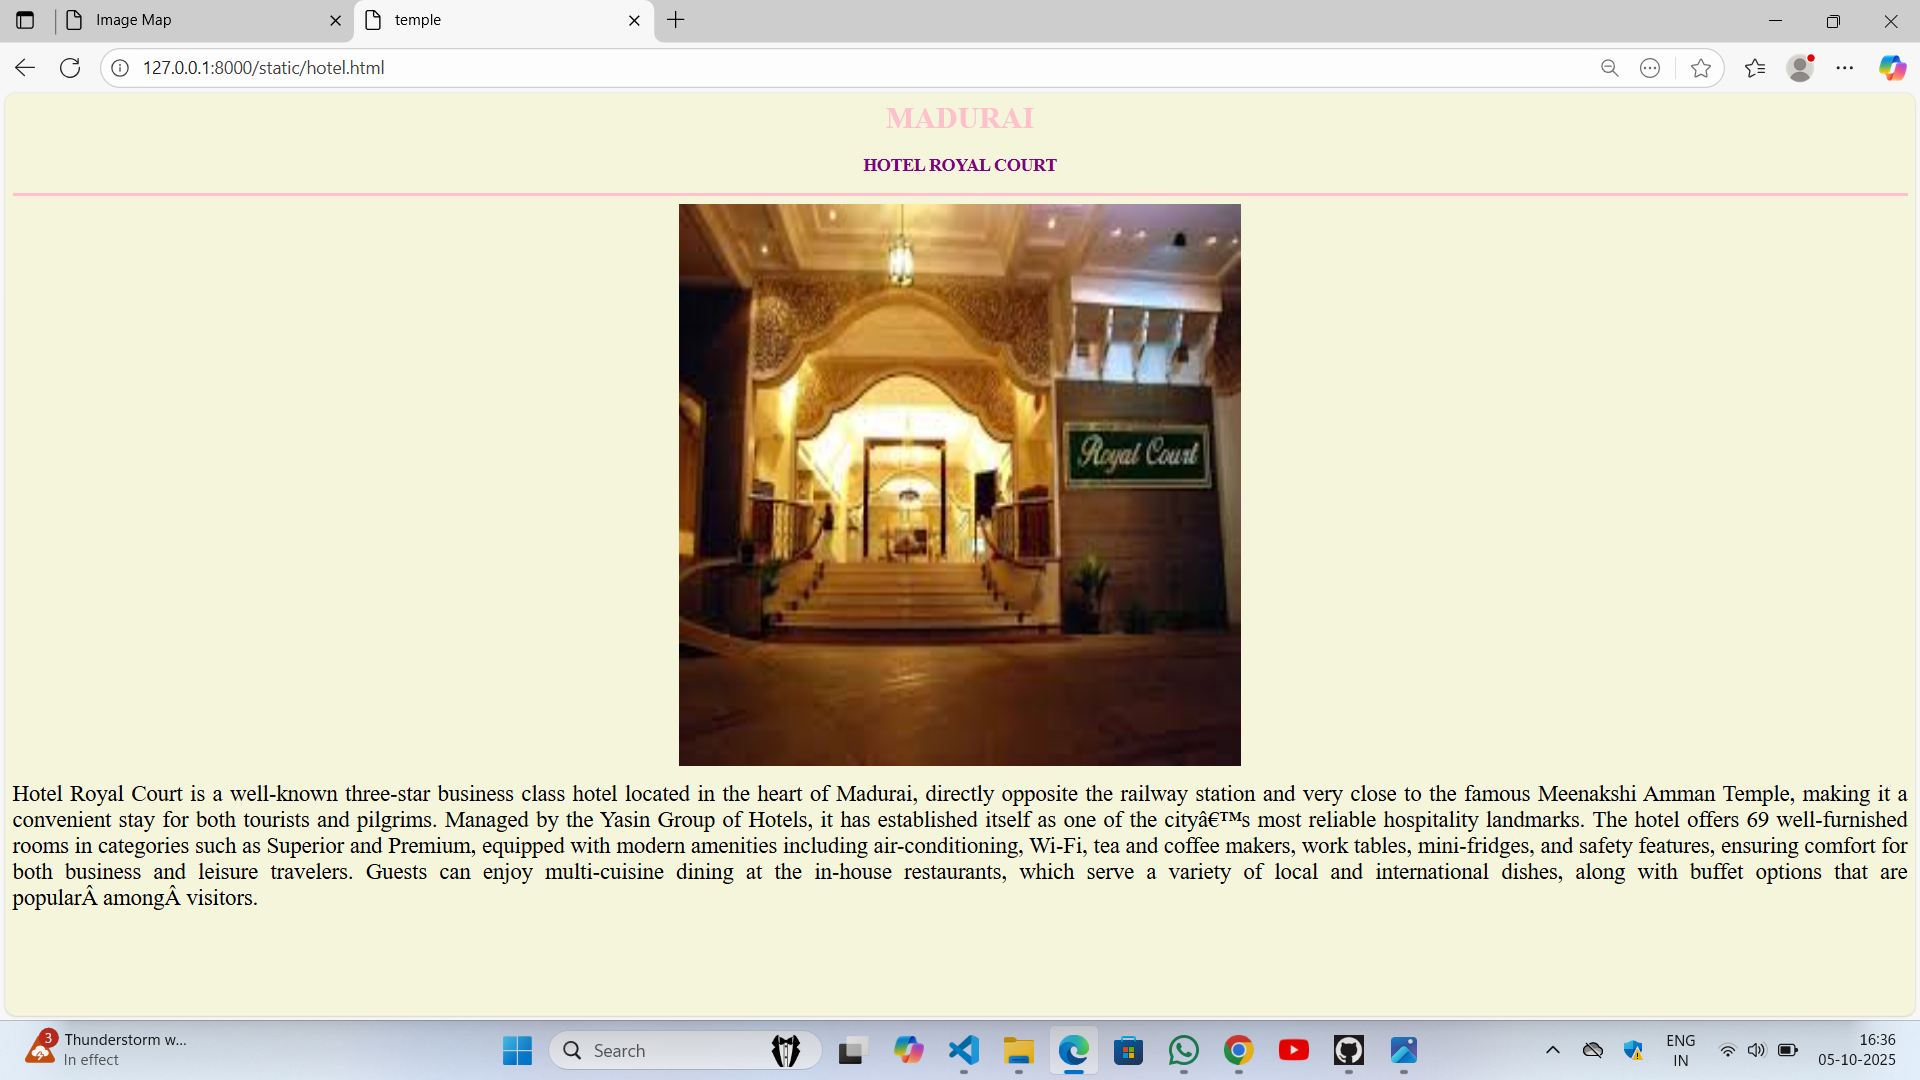 Image Map
temple
127.0.0.1:8000/static/hotel.html
MADURAI
HOTEL ROYAL COURT
Royal Court
Hotel Royal Court is a well-known three-star business class hotel located in the heart of Madurai, directly opposite the railway station and very close to the famous Meenakshi Amman Temple, making it a
convenient stay for both tourists and pilgrims. Managed by the Yasin Group of Hotels, it has established itself as one of the cityâ€™s most reliable hospitality landmarks. The hotel offers 69 well-furnished
rooms in categories such as Superior and Premium, equipped with modern amenities including air-conditioning, Wi-Fi, tea and coffee makers, work tables, mini-fridges, and safety features, ensuring comfort for
both business and leisure travelers. Guests can enjoy multi-cuisine dining at the in-house restaurants, which serve a variety of local and international dishes, along with buffet options that are
popularÂ amongÂ visitors.
3
Thunderstorm w...
In effect
Search
ENG
IN
16:36
05-10-2025